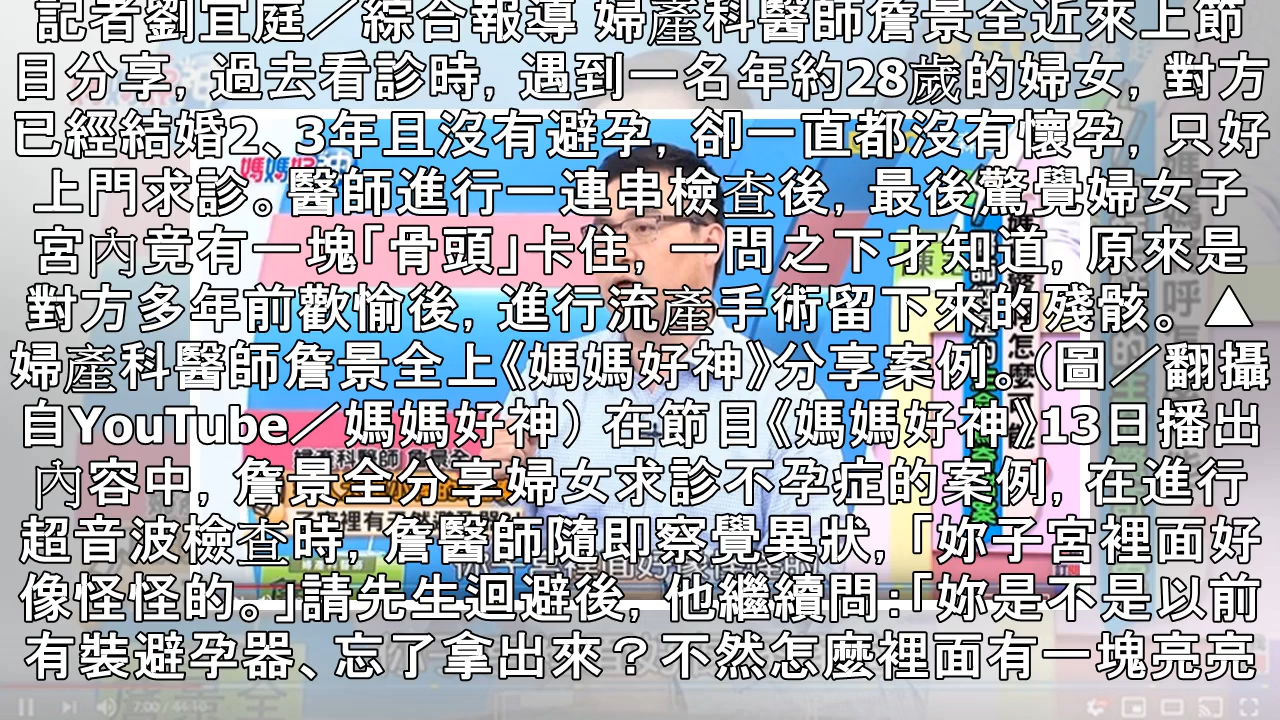 記者劉宜庭／綜合報導 婦產科醫師詹景全近來上節
目分享, 過去看診時, 遇到一名年約28歲的婦女, 對方
已經結婚2、3年且沒有避孕, 卻一直都沒有懷孕, 只好
上門求診。醫師進行一連串檢查後, 最後驚覺婦女子
宮內竟有一塊「骨頭」卡住, 一問之下才知道, 原來是
對方多年前歡愉後, 進行流產手術留下來的殘骸。 ▲
婦產科醫師詹景全上《媽媽好神》分享案例。（圖／翻攝
自YouTube／媽媽好神） 在節目《媽媽好神》13日播出
內容中, 詹景全分享婦女求診不孕症的案例, 在進行
超音波檢查時, 詹醫師隨即察覺異狀, 「妳子宮裡面好
像怪怪的。」請先生迴避後, 他繼續問：「妳是不是以前
有裝避孕器、忘了拿出來？不然怎麼裡面有一塊亮亮
7:00 / 44:10